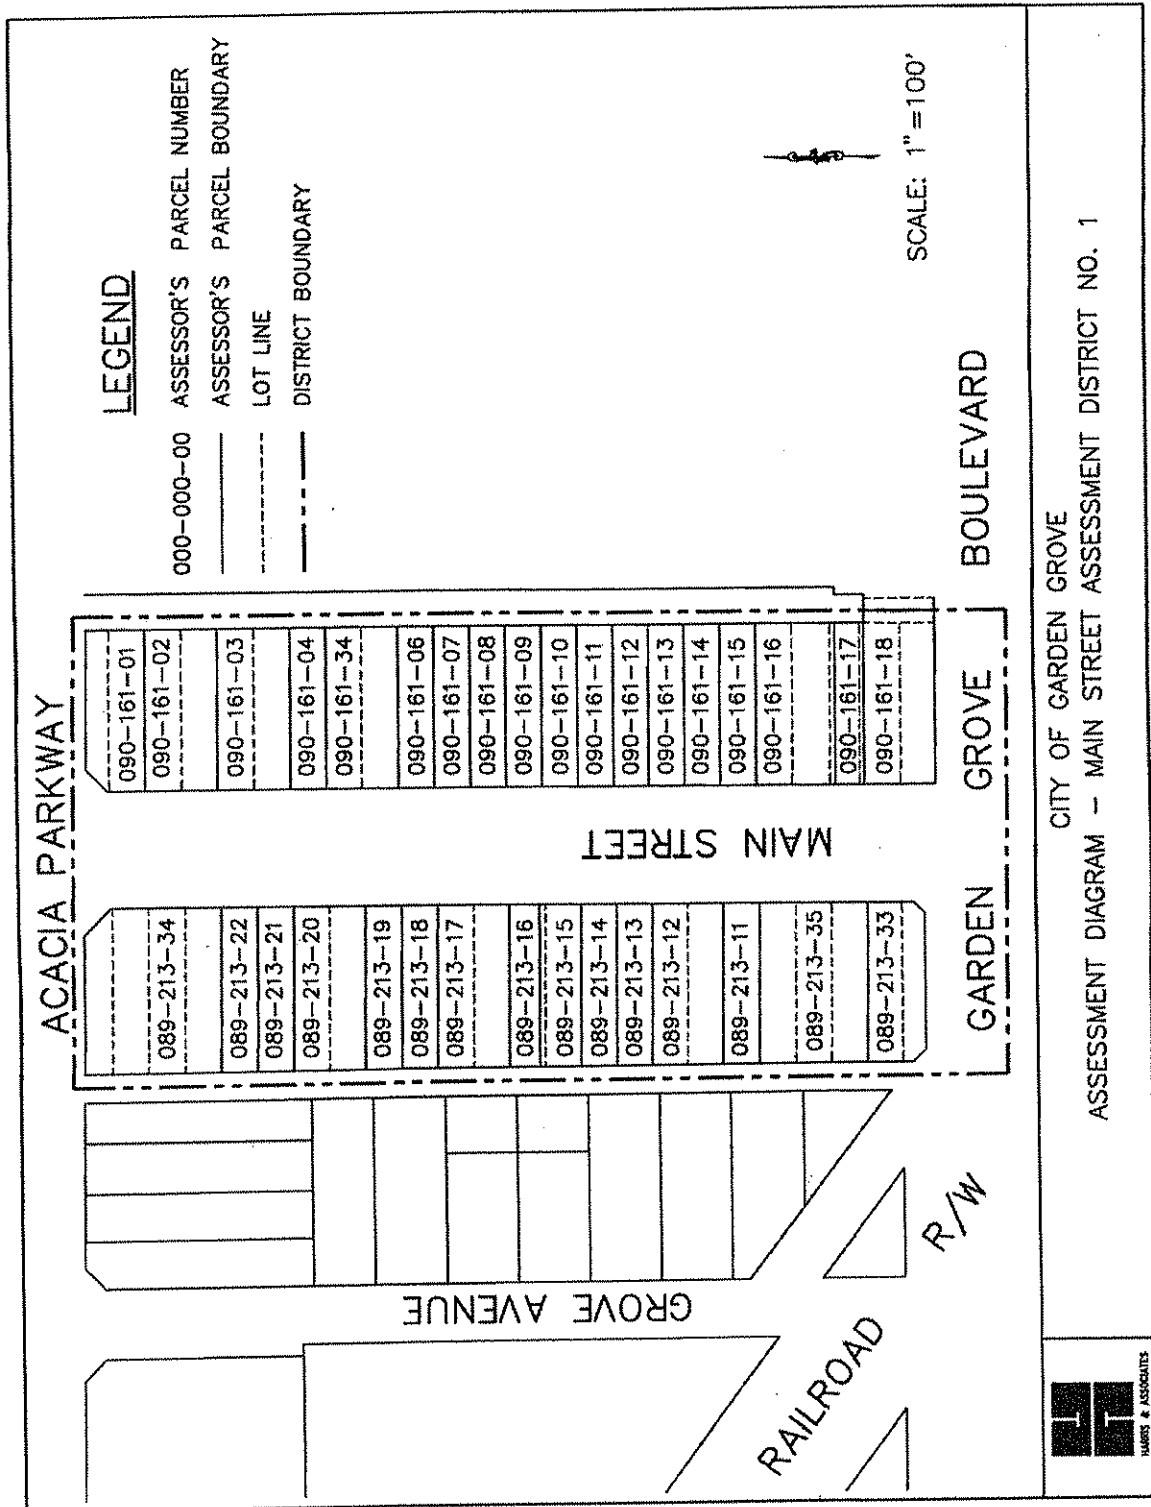 ACACIA PARKWAY
LEGEND
000-000-00 ASSESSOR'S PARCEL NUMBER
ASSESSOR'S PARCEL BOUNDARY
LOT LINE
DISTRICT BOUNDARY
089-213-34
089-213-22
089-213-21
089-213-20
089-213-19
089-213-18
089-213-17
089-213-16
089-213-15
089-213-14
089-213-13
089-213-12
089-213-11
089-213-35
089-213-33
MAIN STREET
090-161-01
090-161-02
090-161-03
090-161-04
090-161-34
090-161-06
090-161-07
090-161-08
090-161-09
090-161-10
090-161-11
090-161-12
090-161-13
090-161-14
090-161-15
090-161-16
090-161-17
090-161-18
GROVE AVENUE
RAILROAD R/W
GARDEN GROVE BOULEVARD
SCALE: 1"=100'
CITY OF GARDEN GROVE
ASSESSMENT DIAGRAM - MAIN STREET ASSESSMENT DISTRICT NO. 1
HARRIS & ASSOCIATES